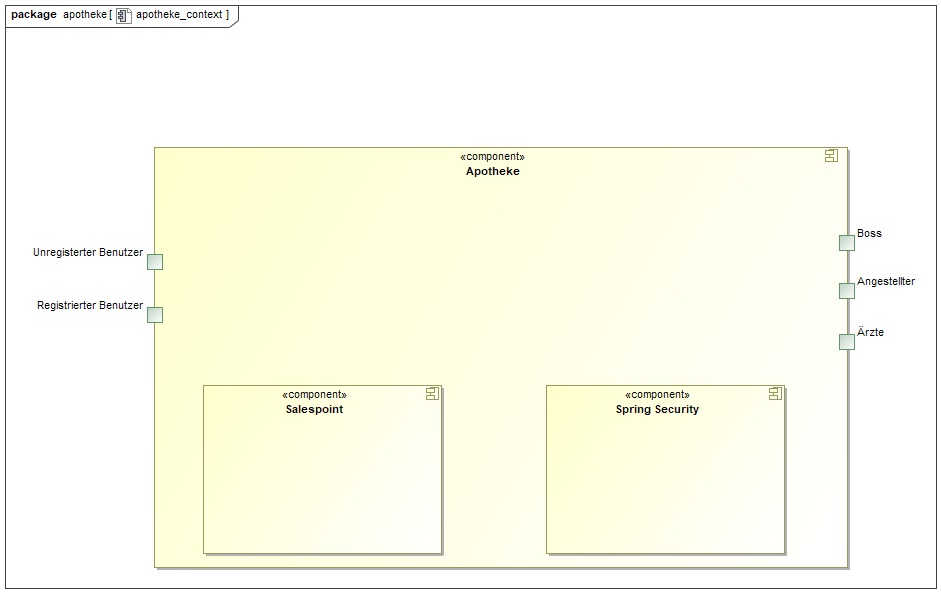 package apotheke [ apotheke_context ]
«component»
Apotheke
Unregisterter Benutzer
Registrierter Benutzer
Boss
Angestellter
Ärzte
«component»
Salespoint
«component»
Spring Security